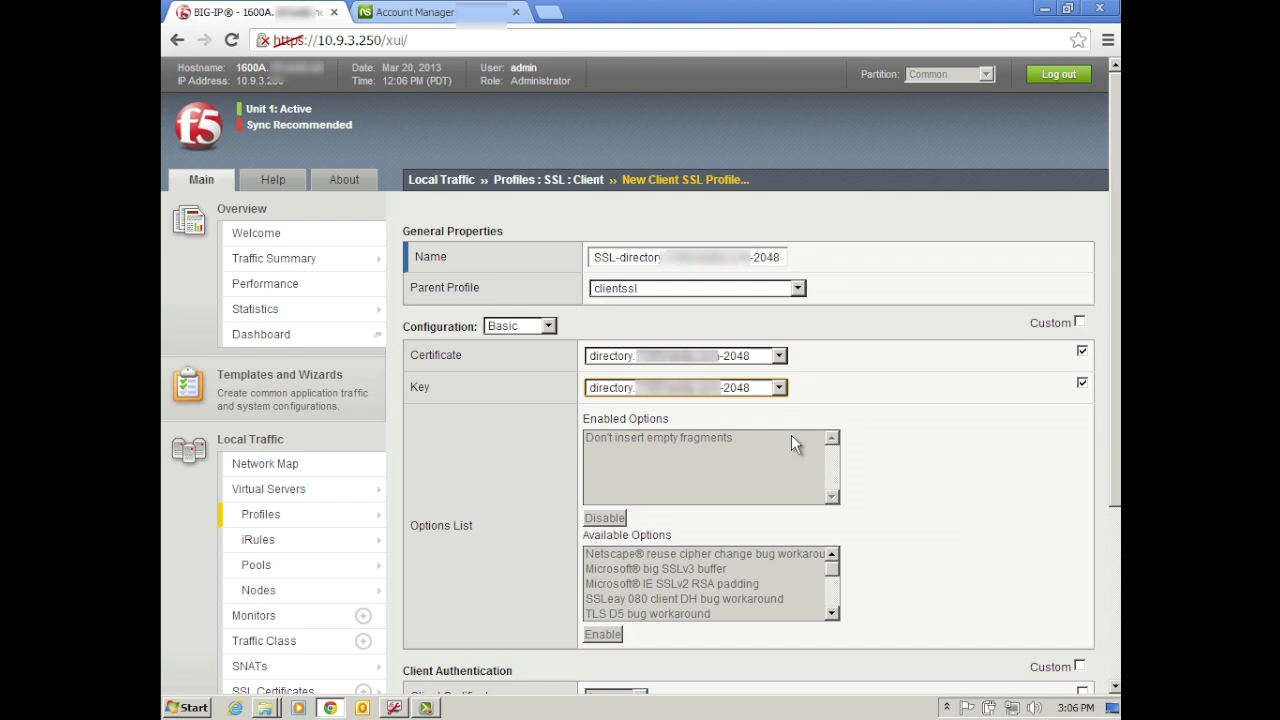 BIG-IP® - 1600A.
Account Manager
https://10.9.3.250/xui/
Hostname: 1600A.
IP Address: 10.9.3.
Date: Mar 20, 2013
Time: 12:06 PM (PDT)
User: admin
Role: Administrator
Partition: Common
Log out
f5
Unit 1: Active
Sync Recommended
Main
Help
About
Local Traffic ›› Profiles : SSL : Client ›› New Client SSL Profile...
Overview
Welcome
Traffic Summary
Performance
Statistics
Dashboard
Templates and Wizards
Create common application traffic
and system configurations.
Local Traffic
Network Map
Virtual Servers
Profiles
iRules
Pools
Nodes
Monitors
Traffic Class
SNATs
SSL Certificates
General Properties
Name SSL-directory -2048
Parent Profile clientssl
Configuration: Basic Custom
Certificate directory. -2048
Key directory. -2048
Options List
Enabled Options
Don't insert empty fragments
Disable
Available Options
Netscape® reuse cipher change bug workarou
Microsoft® big SSLv3 buffer
Microsoft® IE SSLv2 RSA padding
SSLeay 080 client DH bug workaround
TLS D5 bug workaround
Enable
Client Authentication Custom
Client Certificate
Start
3:06 PM